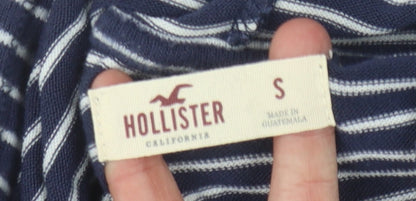 HOLLISTER
CALIFORNIA
S
MADE IN
GUATEMALA